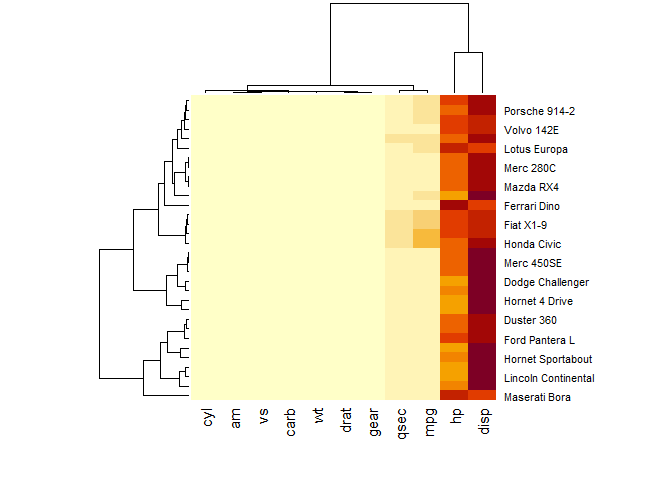 Porsche 914-2
Volvo 142E
Lotus Europa
Merc 280C
Mazda RX4
Ferrari Dino
Fiat X1-9
Honda Civic
Merc 450SE
Dodge Challenger
Hornet 4 Drive
Duster 360
Ford Pantera L
Hornet Sportabout
Lincoln Continental
Maserati Bora
cyl
am
vs
carb
wt
drat
gear
qsec
mpg
hp
disp